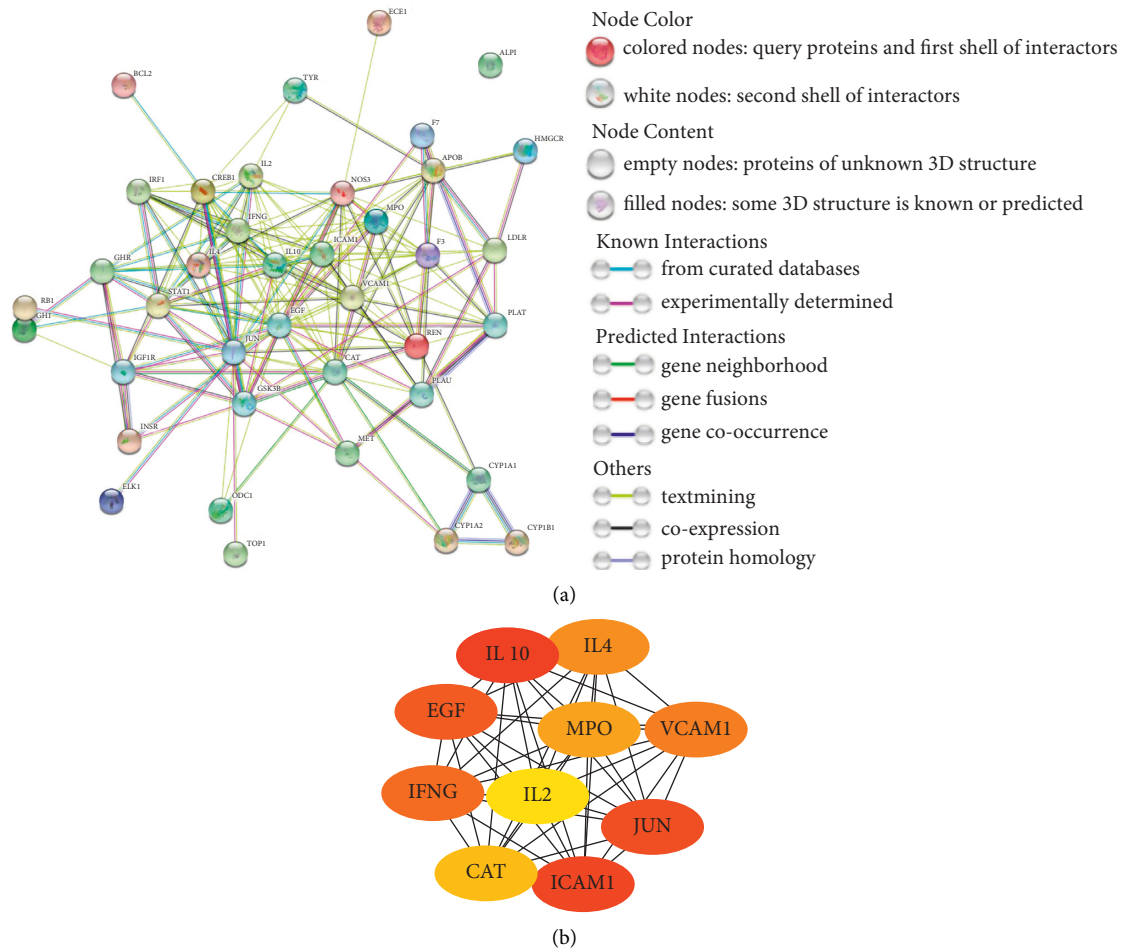 ECE1
ALPI
BCL2
TYR
F7
HMGCR
APOB
IL2
CREB1
IRF1
NOS3
MPO
IFNG
ICAM1
F3
LDLR
IL4
IL10
GHR
VCAM1
STAT1
RB1
GH1
EGF
PLAT
JUN
REN
CAT
IGF1R
PLAU
GSK3B
INSR
MET
CYP1A1
ELK1
ODC1
CYP1A2
CYP1B1
TOP1
Node Color
colored nodes: query proteins and first shell of interactors
white nodes: second shell of interactors
Node Content
empty nodes: proteins of unknown 3D structure
filled nodes: some 3D structure is known or predicted
Known Interactions
from curated databases
experimentally determined
Predicted Interactions
gene neighborhood
gene fusions
gene co-occurrence
Others
textmining
co-expression
protein homology
(a)
IL 10
IL4
EGF
MPO
VCAM1
IFNG
IL2
JUN
CAT
ICAM1
(b)